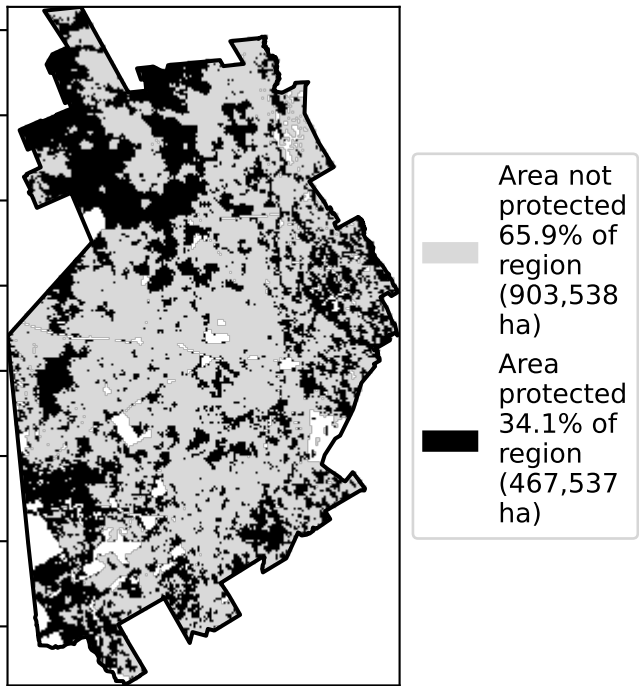 Area not
protected
65.9% of
region
(903,538
ha)
Area
protected
34.1% of
region
(467,537
ha)